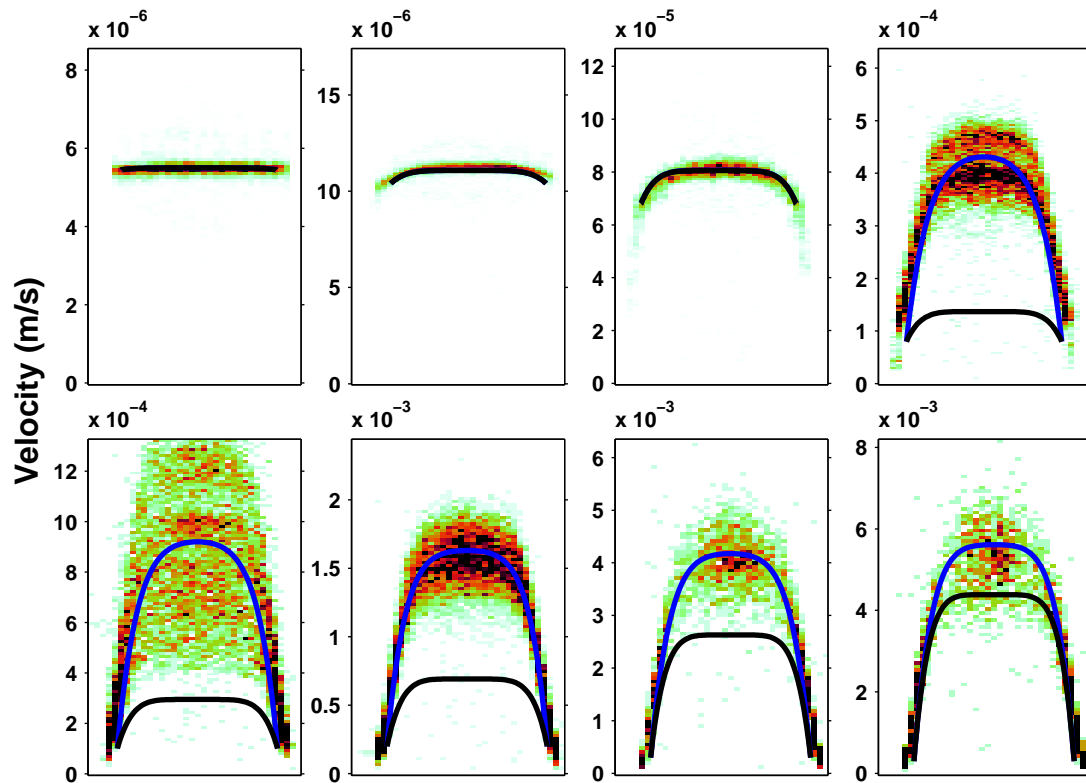 x 10−6 x 10−6 x 10−5 x 10−4
8 15 12 6
6 10 10 5
4 5 8 4
2 0 6 3
0 4 2
2 1
0 0
Velocity (m/s)
x 10−4 x 10−3 x 10−3 x 10−3
12 2 6 8
10 1.5 5 6
8 1 4 4
6 0.5 3 2
4 0 2 0
2 1
0 0